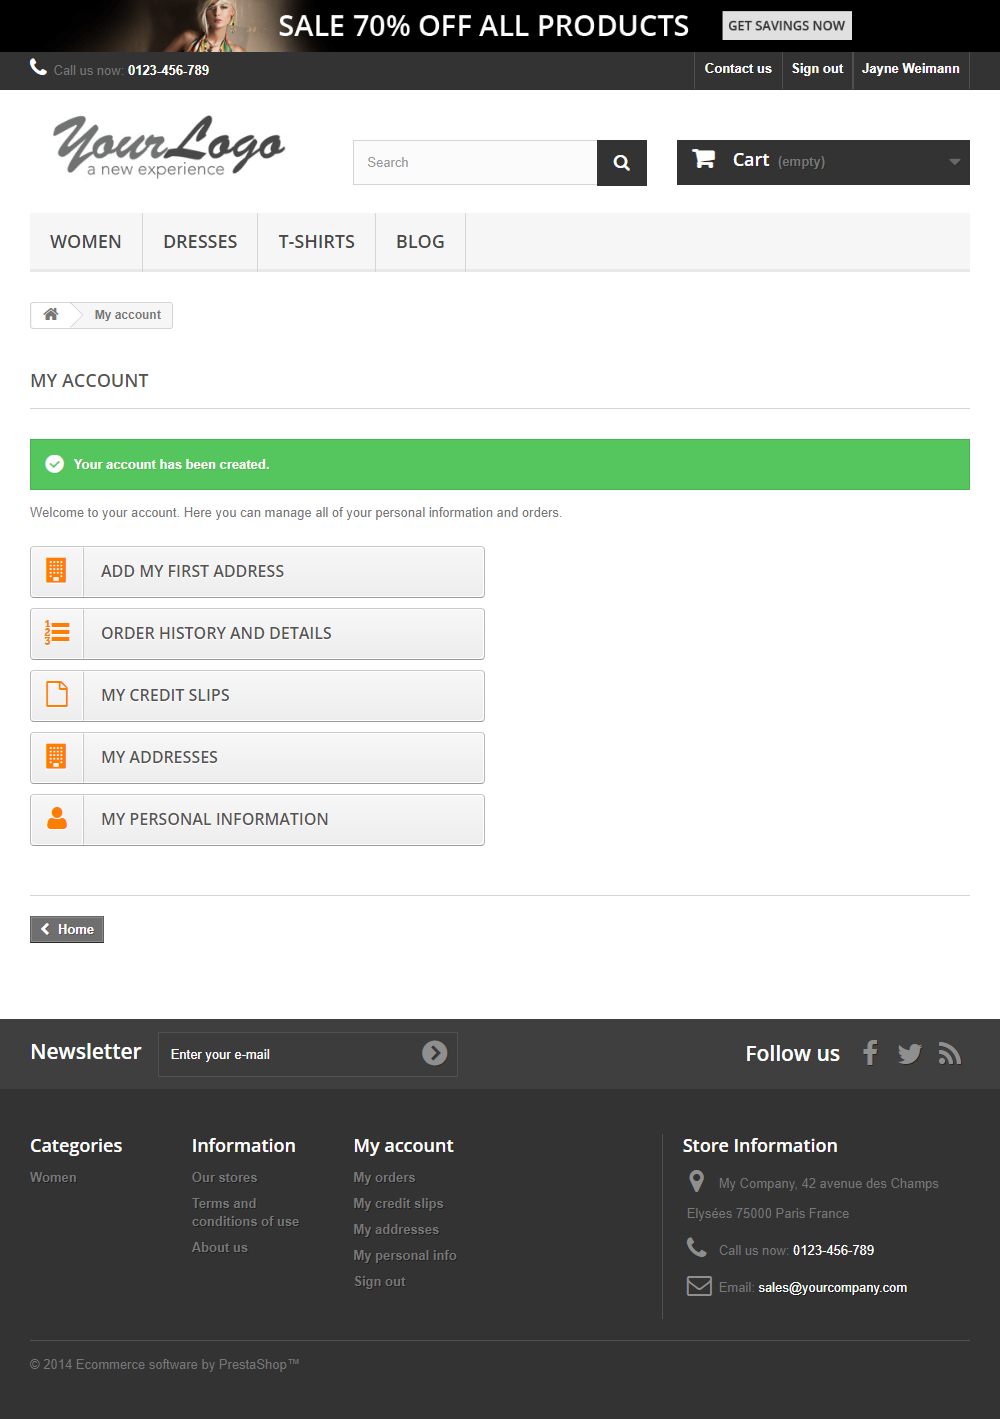 SALE 70% OFF ALL PRODUCTS GET SAVINGS NOW
Call us now: 0123-456-789 Contact us Sign out Jayne Weimann
YourLogo
a new experience
Search
Cart (empty)
WOMEN DRESSES T-SHIRTS BLOG
My account
MY ACCOUNT
Your account has been created.
Welcome to your account. Here you can manage all of your personal information and orders.
ADD MY FIRST ADDRESS
ORDER HISTORY AND DETAILS
MY CREDIT SLIPS
MY ADDRESSES
MY PERSONAL INFORMATION
Home
Newsletter Enter your e-mail Follow us
Categories
Women
Information
Our stores
Terms and
conditions of use
About us
My account
My orders
My credit slips
My addresses
My personal info
Sign out
Store Information
My Company, 42 avenue des Champs
Elysées 75000 Paris France
Call us now: 0123-456-789
Email: sales@yourcompany.com
© 2014 Ecommerce software by PrestaShop™